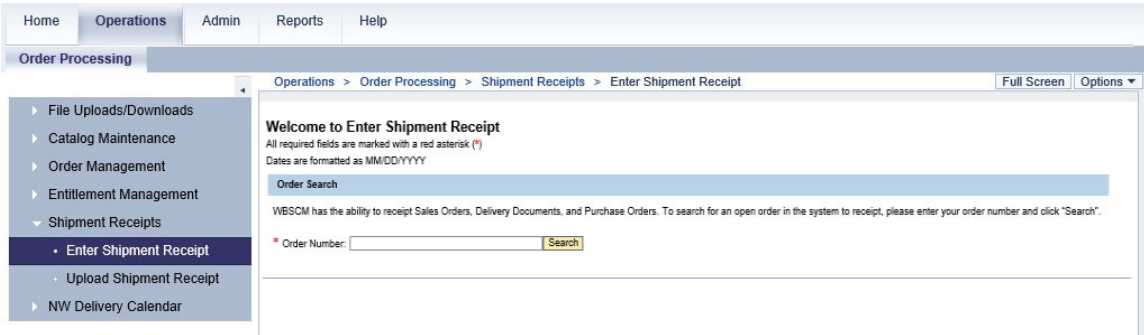 Home Operations Admin Reports Help
Order Processing
Operations > Order Processing > Shipment Receipts > Enter Shipment Receipt Full Screen Options
File Uploads/Downloads
Catalog Maintenance
Order Management
Entitlement Management
Shipment Receipts
Enter Shipment Receipt
Upload Shipment Receipt
NW Delivery Calendar
Welcome to Enter Shipment Receipt
All required fields are marked with a red asterisk (*)
Dates are formatted as MM/DD/YYYY
Order Search
WBSCM has the ability to receipt Sales Orders, Delivery Documents, and Purchase Orders. To search for an open order in the system to receipt, please enter your order number and click "Search".
* Order Number: Search